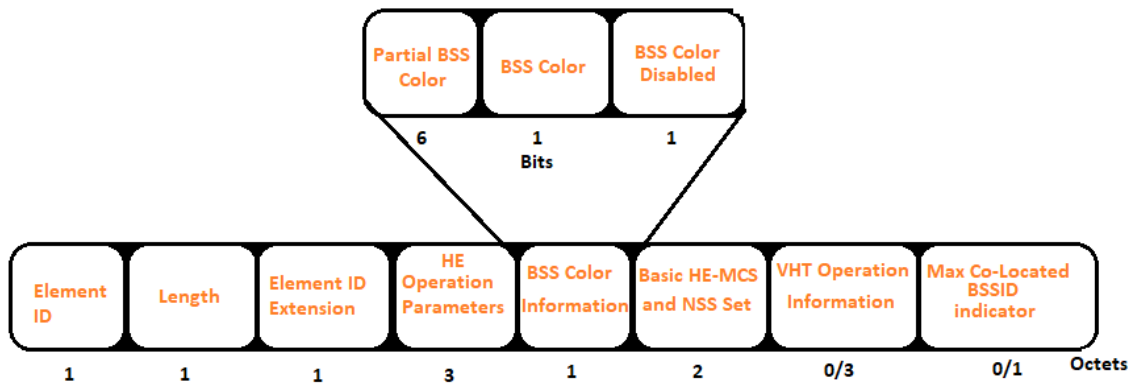 Partial BSS
Color
BSS Color
BSS Color
Disabled
6
1
1
Bits
Element
ID
Length
Element ID
Extension
HE
Operation
Parameters
BSS Color
Information
Basic HE-MCS
and NSS Set
VHT Operation
Information
Max Co-Located
BSSID
indicator
1
1
1
3
1
2
0/3
0/1
Octets